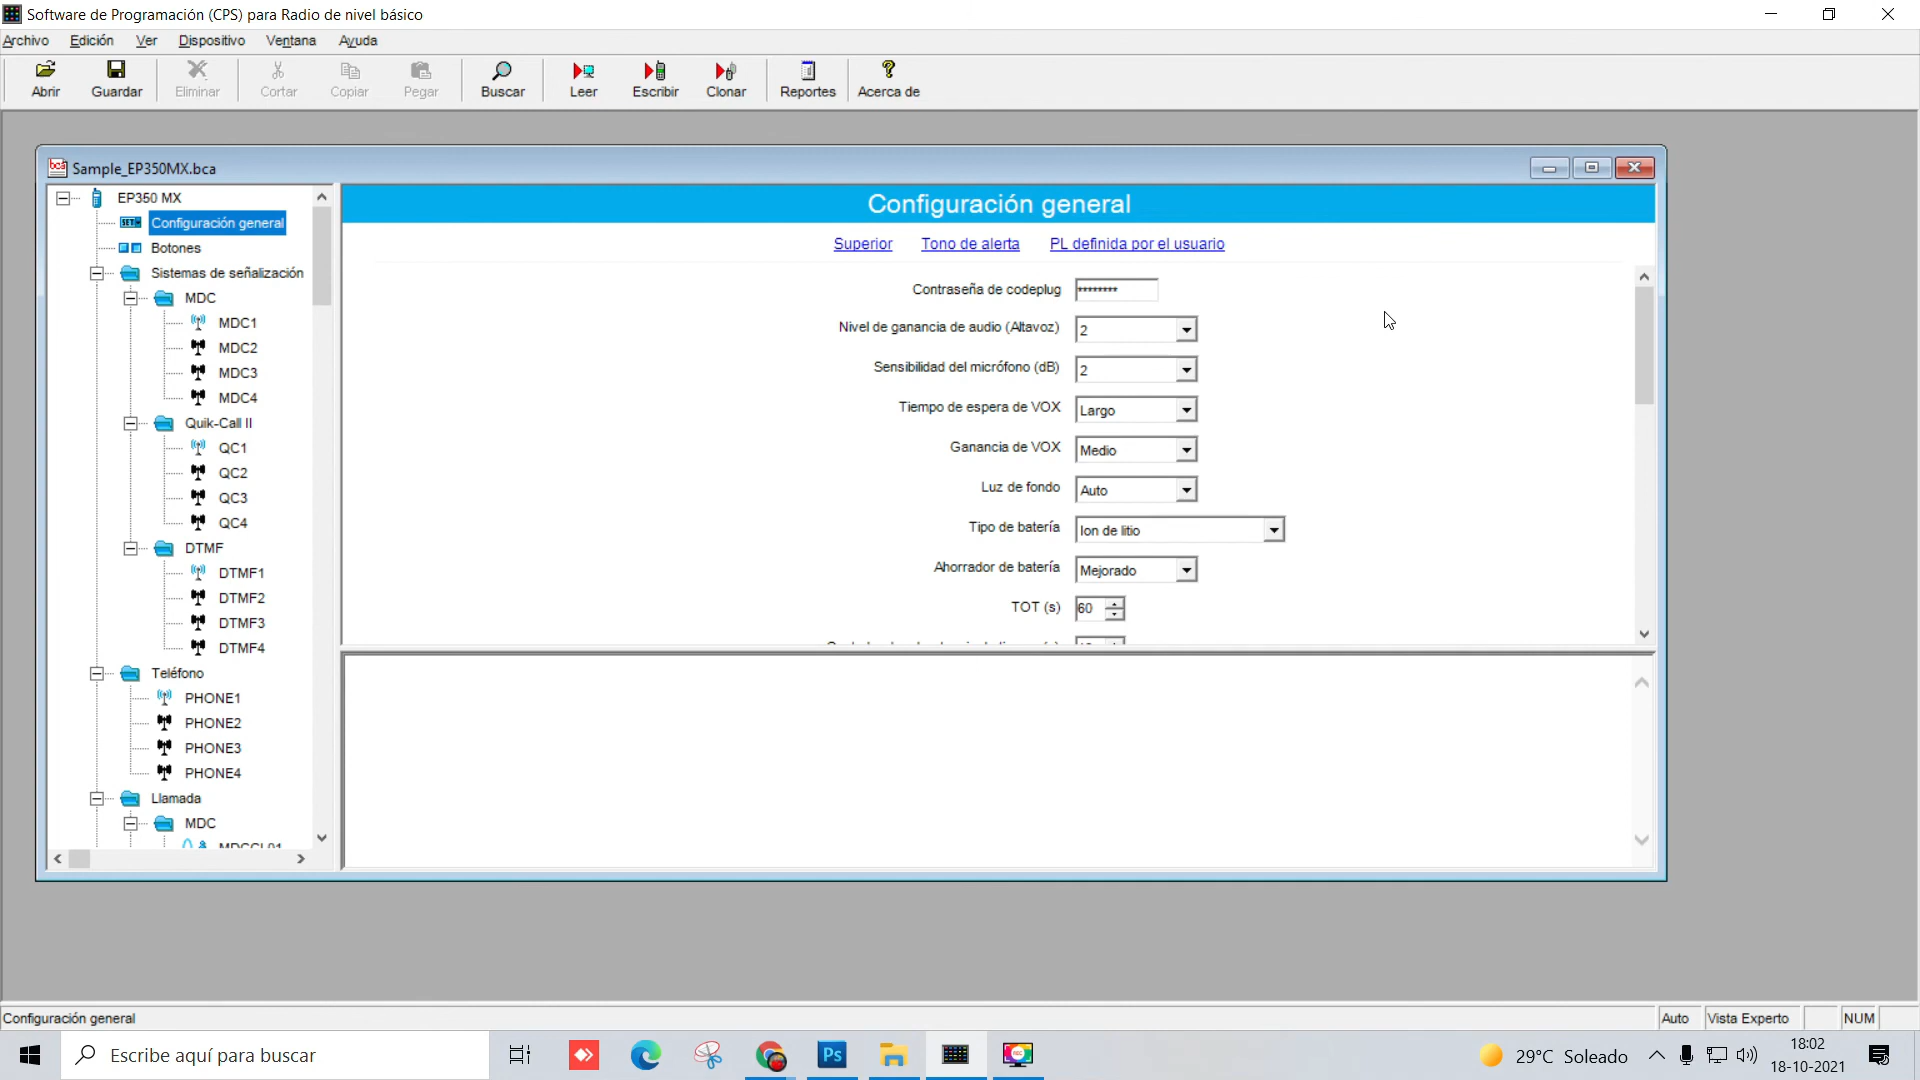 Software de Programación (CPS) para Radio de nivel básico
Archivo Edición Ver Dispositivo Ventana Ayuda
Abrir Guardar Eliminar Cortar Copiar Pegar Buscar Leer Escribir Clonar Reportes Acerca de
bca Sample_EP350MX.bca
EP350 MX
SET Configuración general
Botones
Sistemas de señalización
MDC
MDC1
MDC2
MDC3
MDC4
Quik-Call II
QC1
QC2
QC3
QC4
DTMF
DTMF1
DTMF2
DTMF3
DTMF4
Teléfono
PHONE1
PHONE2
PHONE3
PHONE4
Llamada
MDC
Configuración general
Superior Tono de alerta PL definida por el usuario
Contraseña de codeplug ********
Nivel de ganancia de audio (Altavoz) 2
Sensibilidad del micrófono (dB) 2
Tiempo de espera de VOX Largo
Ganancia de VOX Medio
Luz de fondo Auto
Tipo de batería Ion de litio
Ahorrador de batería Mejorado
TOT (s) 60
Configuración general Auto Vista Experto NUM
Escribe aquí para buscar
Ps
REC
29°C Soleado
18:02
18-10-2021